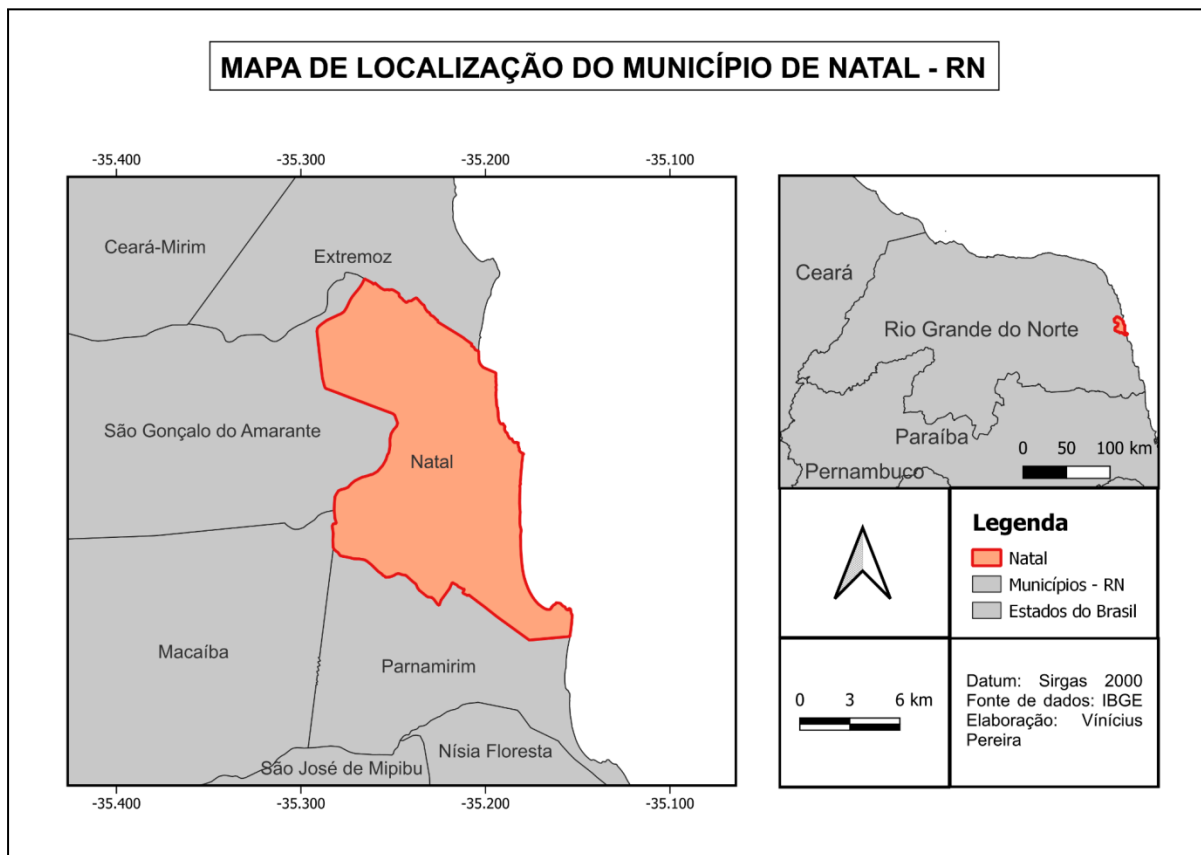 MAPA DE LOCALIZAÇÃO DO MUNICÍPIO DE NATAL - RN
-35.400 -35.300 -35.200 -35.100
Ceará-Mirim
Extremoz
São Gonçalo do Amarante
Natal
Macaíba
Parnamirim
Nísia Floresta
São José de Mipibu
-35.400 -35.300 -35.200 -35.100
Ceará
Rio Grande do Norte
Paraíba
Pernambuco
0 50 100 km
Legenda
Natal
Municípios - RN
Estados do Brasil
0 3 6 km
Datum: Sirgas 2000
Fonte de dados: IBGE
Elaboração: Vínícius
Pereira